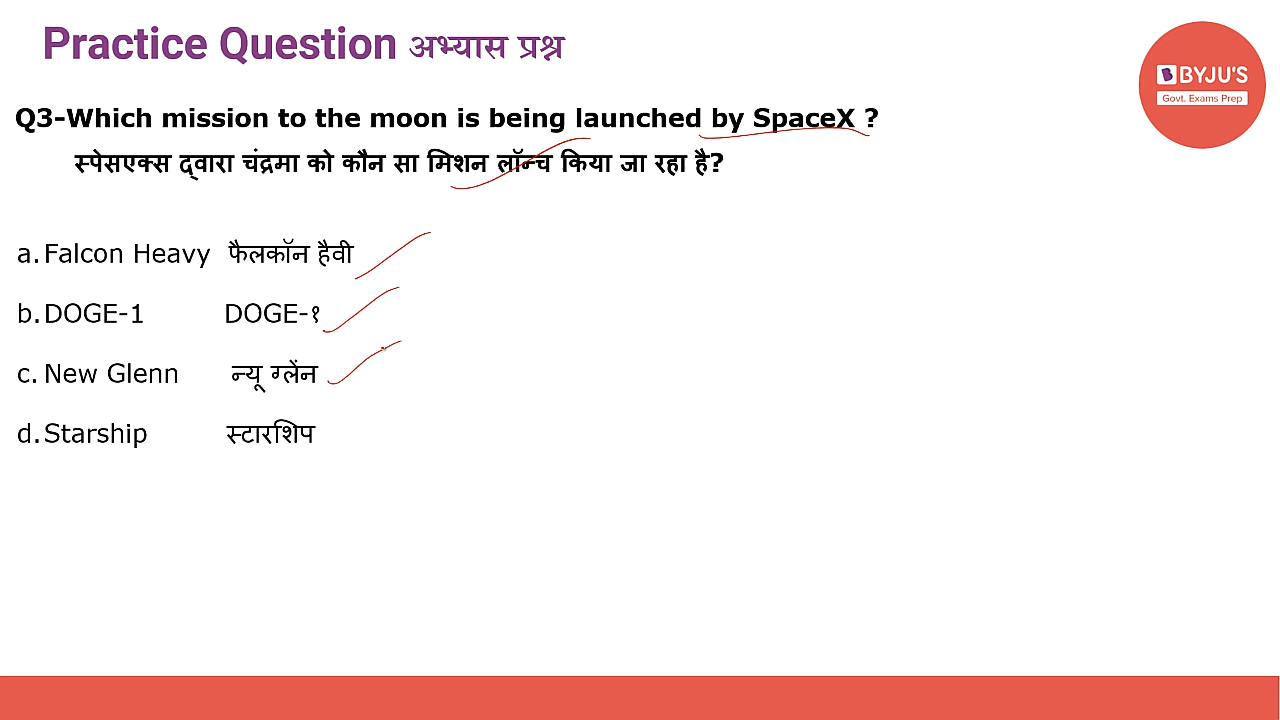 Practice Question अभ्यास प्रश्न
BYJU'S
Govt. Exams Prep
Q3-Which mission to the moon is being launched by SpaceX ?
स्पेसएक्स द्वारा चंद्रमा को कौन सा मिशन लॉन्च किया जा रहा है?
a. Falcon Heavy फैलकॉन हैवी
b. DOGE-1 DOGE-१
c. New Glenn न्यू ग्लेंन
d. Starship स्टारशिप